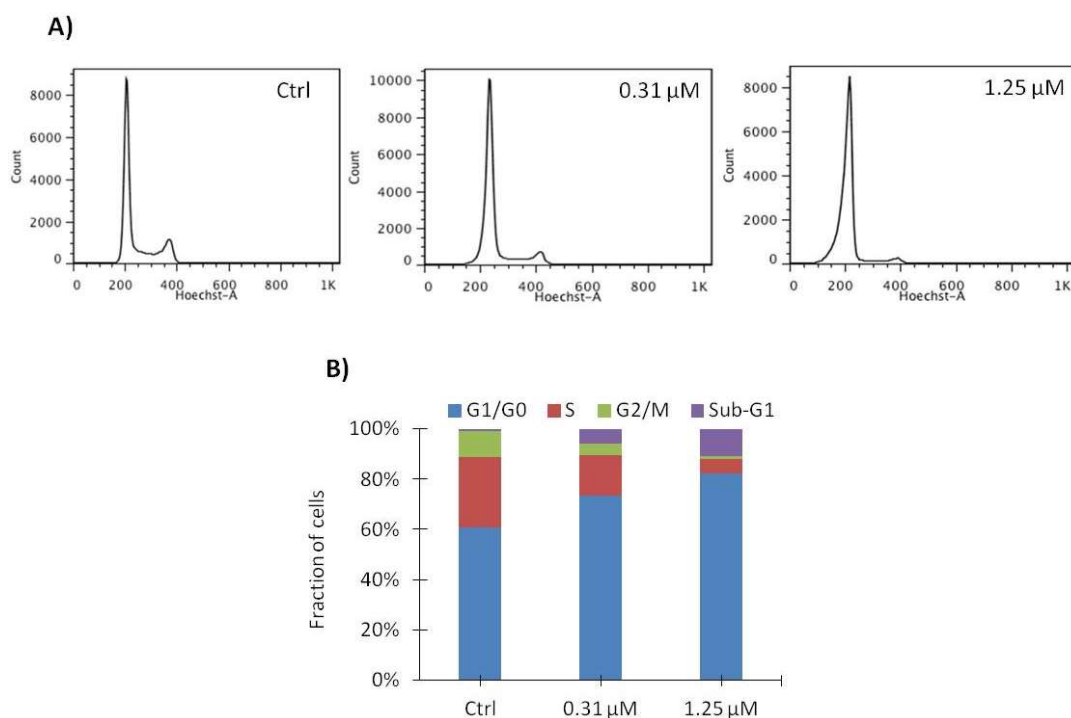 A)
Ctrl
8000
6000
4000
2000
0
Count
0 200 400 600 800 1K
Hoechst-A
0.31 µM
10000
8000
6000
4000
2000
0
Count
0 200 400 600 800 1K
Hoechst-A
1.25 µM
8000
6000
4000
2000
0
Count
0 200 400 600 800 1K
Hoechst-A
B)
G1/G0 S G2/M Sub-G1
100%
80%
60%
40%
20%
0%
Fraction of cells
Ctrl 0.31 µM 1.25 µM